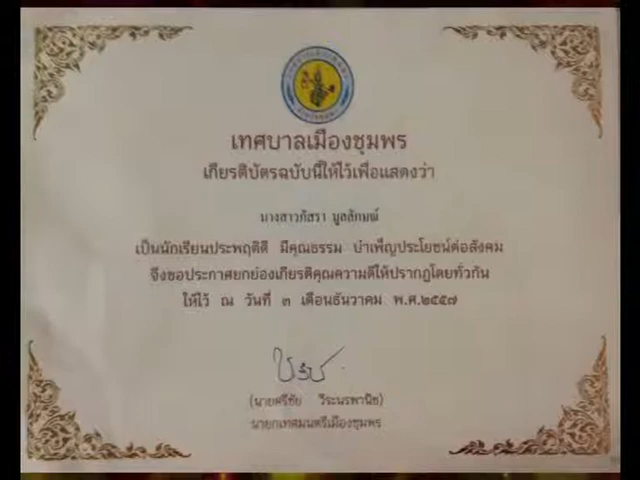 เทศบาลเมืองชุมพร
เกียรติบัตรฉบับนี้ให้ไว้เพื่อแสดงว่า
นางสาวภัสรา มูลลักษณ์
เป็นนักเรียนประพฤติดี มีคุณธรรม บำเพ็ญประโยชน์ต่อสังคม
จึงขอประกาศยกย่องเกียรติคุณความดีให้ปรากฏโดยทั่วกัน
ให้ไว้ ณ วันที่ ๓ เดือนธันวาคม พ.ศ.๒๕๕๗
(นายศรีชัย วีระนรพานิช)
นายกเทศมนตรีเมืองชุมพร